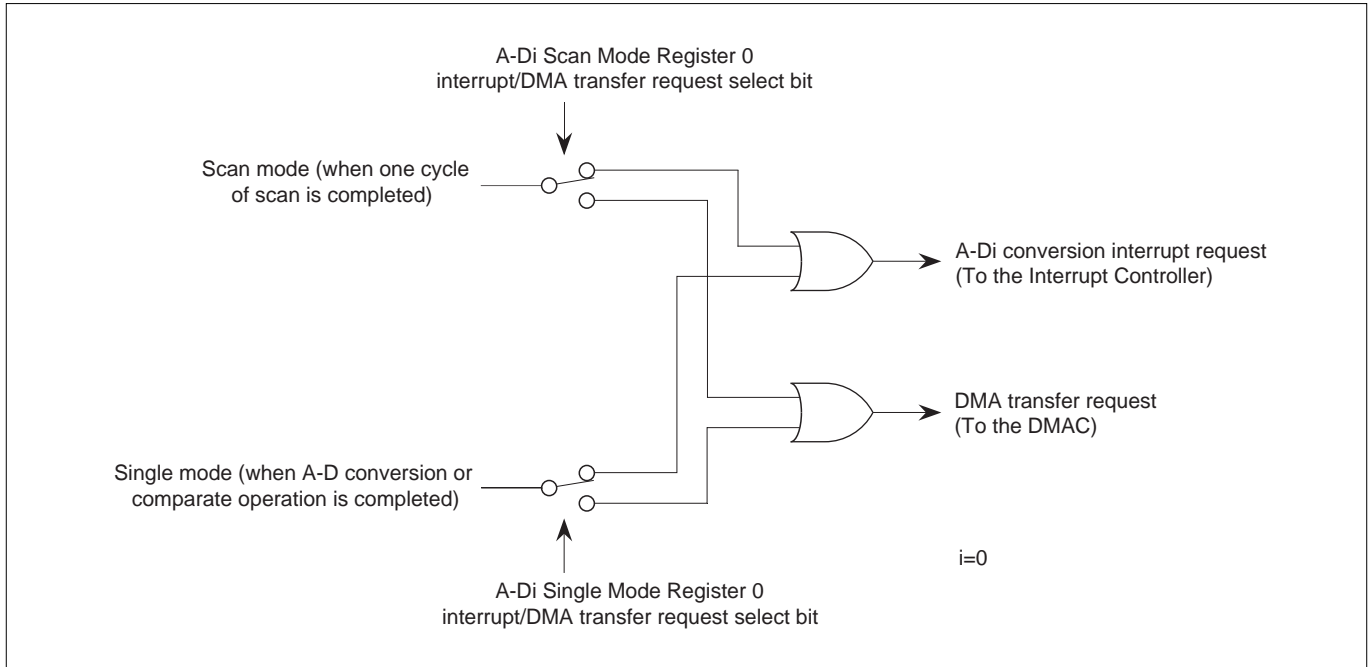 A-Di Scan Mode Register 0
interrupt/DMA transfer request select bit
Scan mode (when one cycle
of scan is completed)
A-Di conversion interrupt request
(To the Interrupt Controller)
DMA transfer request
(To the DMAC)
Single mode (when A-D conversion or
comparate operation is completed)
i=0
A-Di Single Mode Register 0
interrupt/DMA transfer request select bit